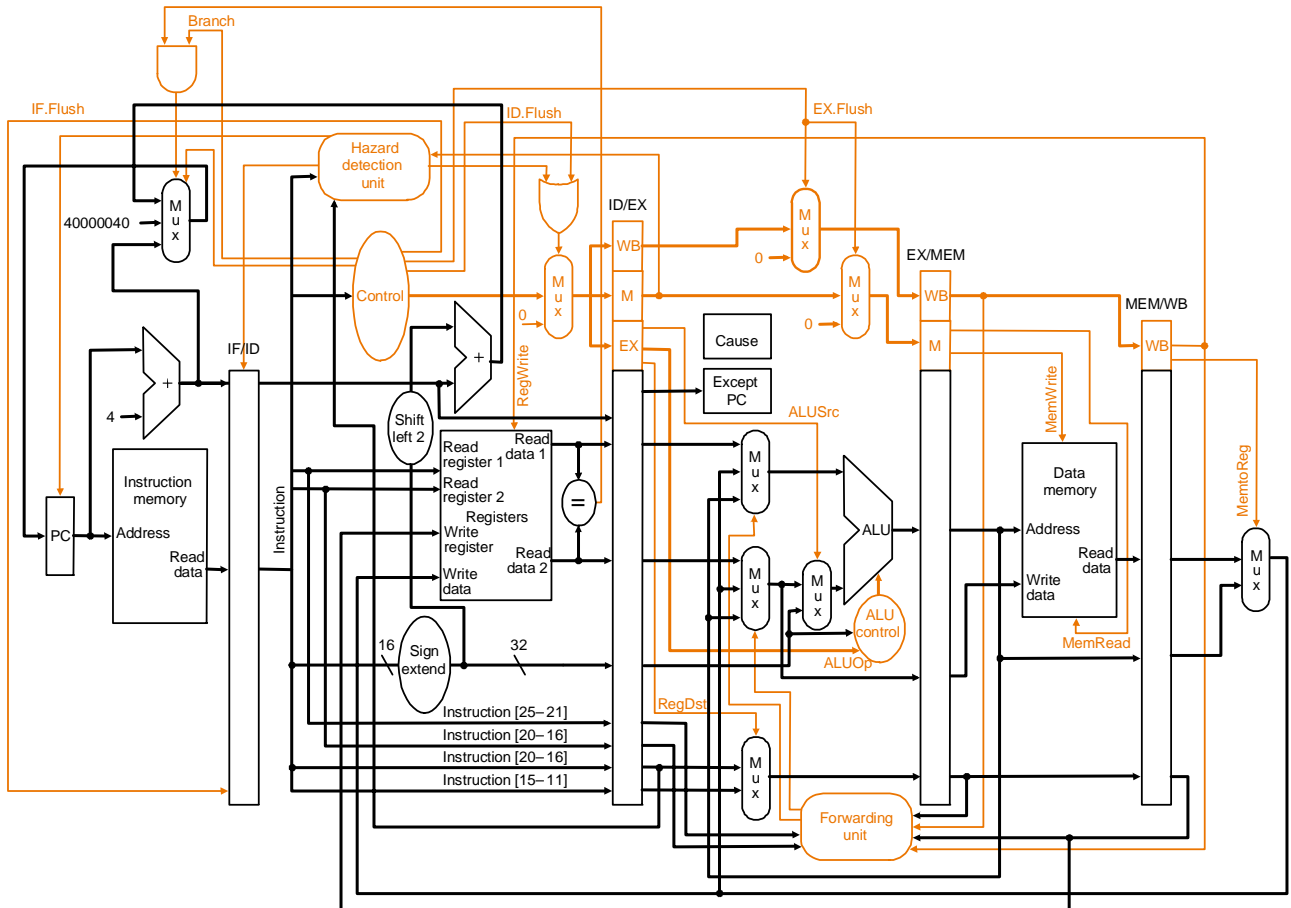 Branch
IF.Flush
ID.Flush
EX.Flush
Hazard
detection
unit
M
u
x
40000040
ID/EX
WB
M
u
x
0
Control
M
u
x
0
M
M
u
x
0
EX/MEM
WB
M
MEM/WB
WB
EX
Cause
Except
PC
IF/ID
+
4
+
Shift
left 2
RegWrite
ALUSrc
MemWrite
MemtoReg
Instruction
memory
Address
Read
data
PC
Instruction
Read
register 1
Read
register 2
Registers
Write
register
Write
data
Read
data 1
Read
data 2
=
M
u
x
M
u
x
M
u
x
ALU
ALU
control
ALUOp
Data
memory
Address
Read
data
Write
data
MemRead
M
u
x
16
Sign
extend
32
RegDst
Instruction [25–21]
Instruction [20–16]
Instruction [20–16]
Instruction [15–11]
M
u
x
Forwarding
unit